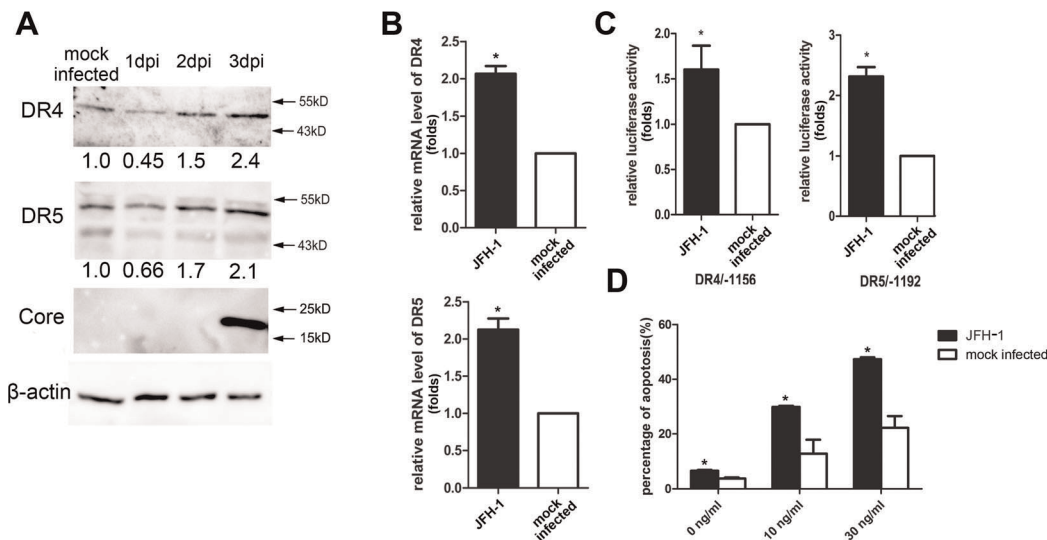 A
mock
infected
1dpi
2dpi
3dpi
DR4
55kD
43kD
1.0 0.45 1.5 2.4
DR5
55kD
43kD
1.0 0.66 1.7 2.1
Core
25kD
15kD
β-actin
B
relative mRNA level of DR4
(folds)
2.5
2.0
1.5
1.0
0.5
0.0
*
JFH-1
mock
infected
relative mRNA level of DR5
(folds)
2.5
2.0
1.5
1.0
0.5
0.0
*
JFH-1
mock
infected
C
relative luciferase activity
(folds)
2.0
1.5
1.0
0.5
0.0
*
JFH-1
mock
infected
DR4/-1156
relative luciferase activity
(folds)
3
2
1
0
*
JFH-1
mock
infected
DR5/-1192
D
percentage of aopotosis(%)
60
40
20
0
*
*
*
0 ng/ml
10 ng/ml
30 ng/ml
JFH-1
mock infected